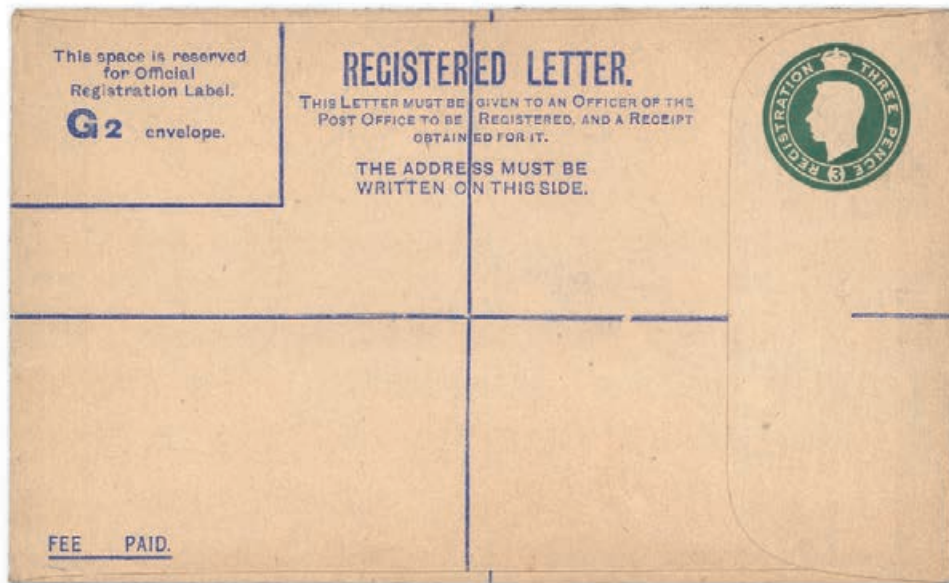 This space is reserved
for Official
Registration Label.
G2 envelope.
REGISTERED LETTER.
THIS LETTER MUST BE GIVEN TO AN OFFICER OF THE
POST OFFICE TO BE REGISTERED, AND A RECEIPT
OBTAINED FOR IT.
THE ADDRESS MUST BE
WRITTEN ON THIS SIDE.
REGISTRATION THREE PENCE
3
FEE PAID.